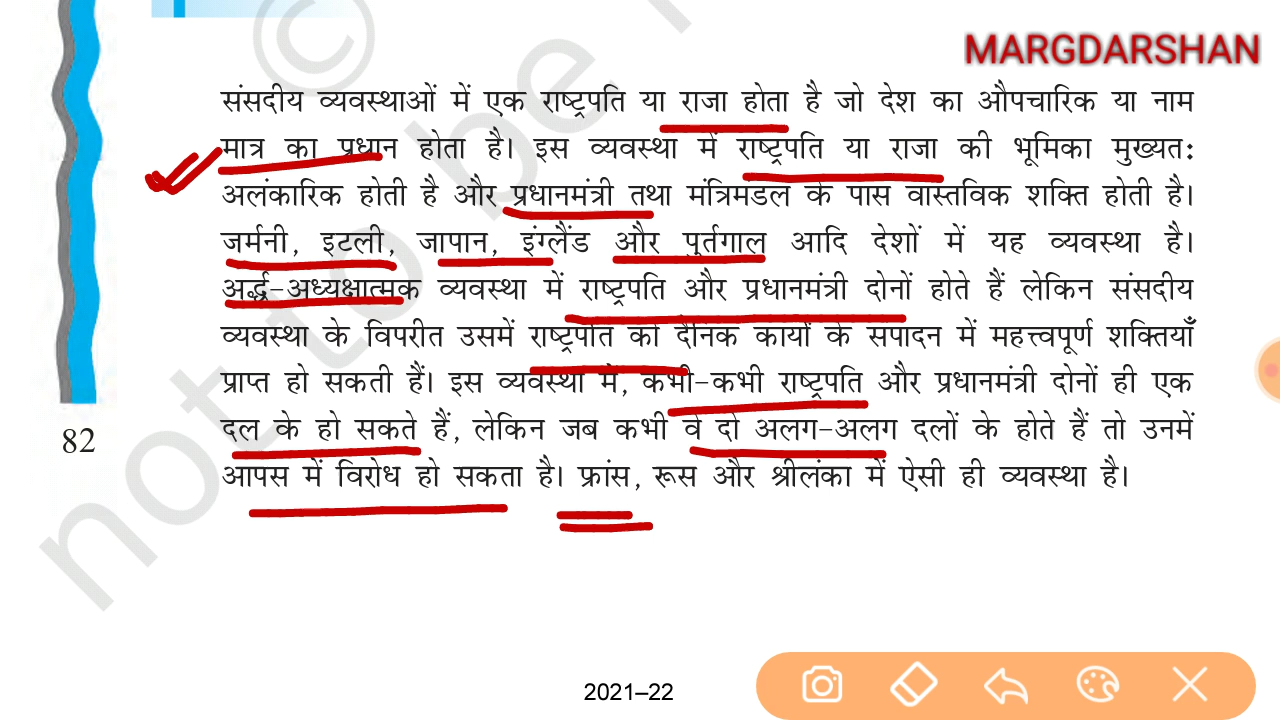 MARGDARSHAN
संसदीय व्यवस्थाओं में एक राष्ट्रपति या राजा होता है जो देश का औपचारिक या नाम
मात्र का प्रधान होता है। इस व्यवस्था में राष्ट्रपति या राजा की भूमिका मुख्यतः
अलंकारिक होती है और प्रधानमंत्री तथा मंत्रिमंडल के पास वास्तविक शक्ति होती है।
जर्मनी, इटली, जापान, इंग्लैंड और पुर्तगाल आदि देशों में यह व्यवस्था है।
अर्द्ध-अध्यक्षात्मक व्यवस्था में राष्ट्रपति और प्रधानमंत्री दोनों होते हैं लेकिन संसदीय
व्यवस्था के विपरीत उसमें राष्ट्रपति को दैनिक कार्यों के संपादन में महत्त्वपूर्ण शक्तियाँ
प्राप्त हो सकती हैं। इस व्यवस्था में, कभी-कभी राष्ट्रपति और प्रधानमंत्री दोनों ही एक
दल के हो सकते हैं, लेकिन जब कभी वे दो अलग-अलग दलों के होते हैं तो उनमें
आपस में विरोध हो सकता है। फ्रांस, रूस और श्रीलंका में ऐसी ही व्यवस्था है।
82
© not to be r
2021–22